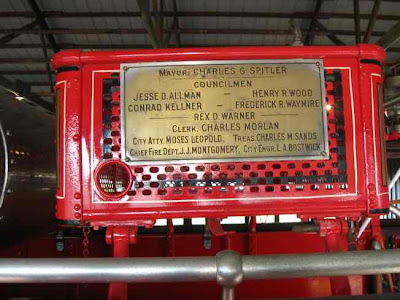 MAYOR, CHARLES G SPITLER
COUNCILMEN
JESSE D. ALLMAN — HENRY R. WOOD
CONRAD KELLNER — FREDERICK R. WAYMIRE
— REX D. WARNER —
CLERK, CHARLES MORLAN
CITY ATTY. MOSES LEOPOLD, TREAS. CHARLES M. SANDS
CHIEF FIRE DEPT. J. J. MONTGOMERY, CITY ENGR. L. A. BOSTWICK